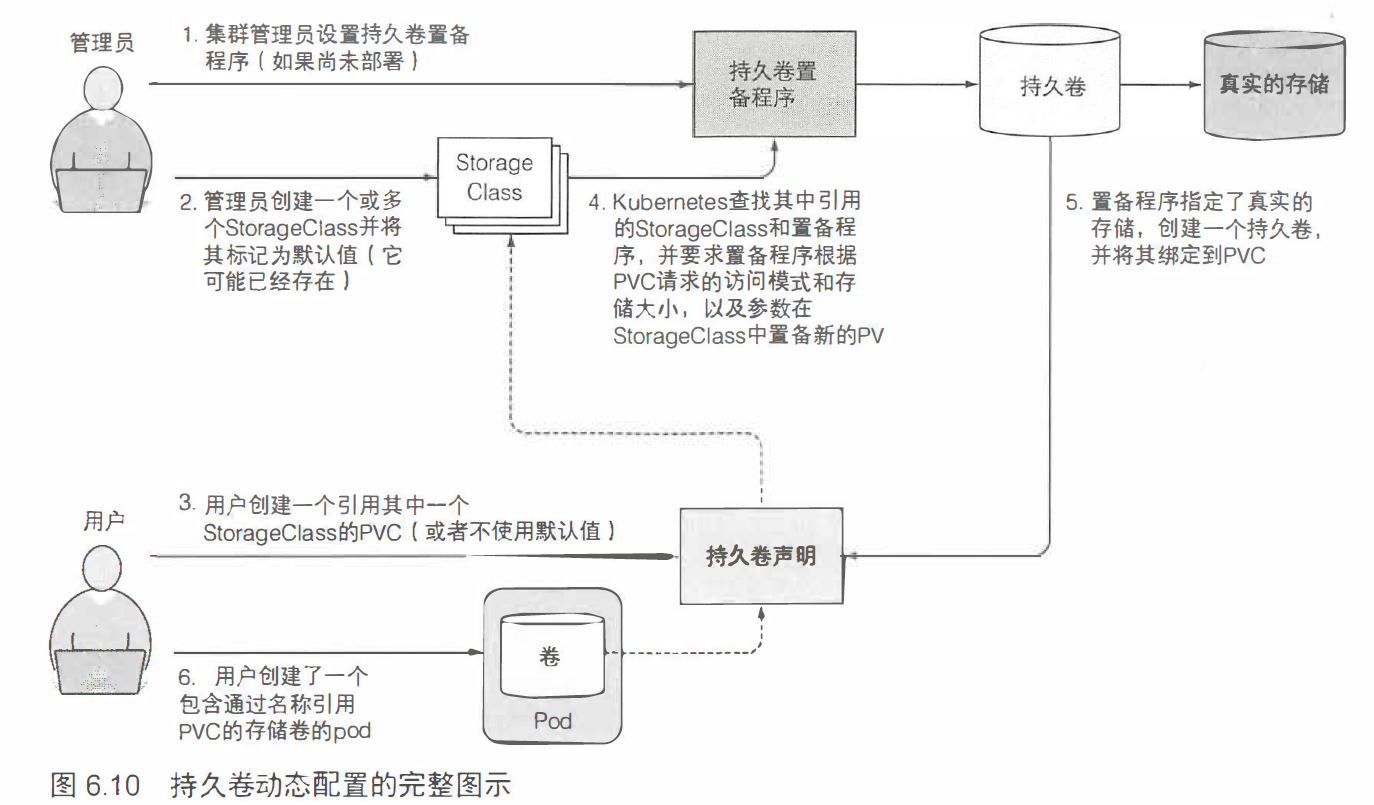 管理员
1. 集群管理员设置持久卷置备
程序（如果尚未部署）
持久卷置
备程序
持久卷
真实的存储
Storage
Class
2. 管理员创建一个或多
个StorageClass并将
其标记为默认值（它
可能已经存在）
4. Kubernetes查找其中引用
的StorageClass和置备程
序，并要求置备程序根据
PVC请求的访问模式和存
储大小，以及参数在
StorageClass中置备新的PV
5. 置备程序指定了真实的
存储，创建一个持久卷，
并将其绑定到PVC
用户
3. 用户创建一个引用其中一个
StorageClass的PVC（或者不使用默认值）
持久卷声明
卷
Pod
6. 用户创建了一个
包含通过名称引用
PVC的存储卷的pod
图 6.10 持久卷动态配置的完整图示